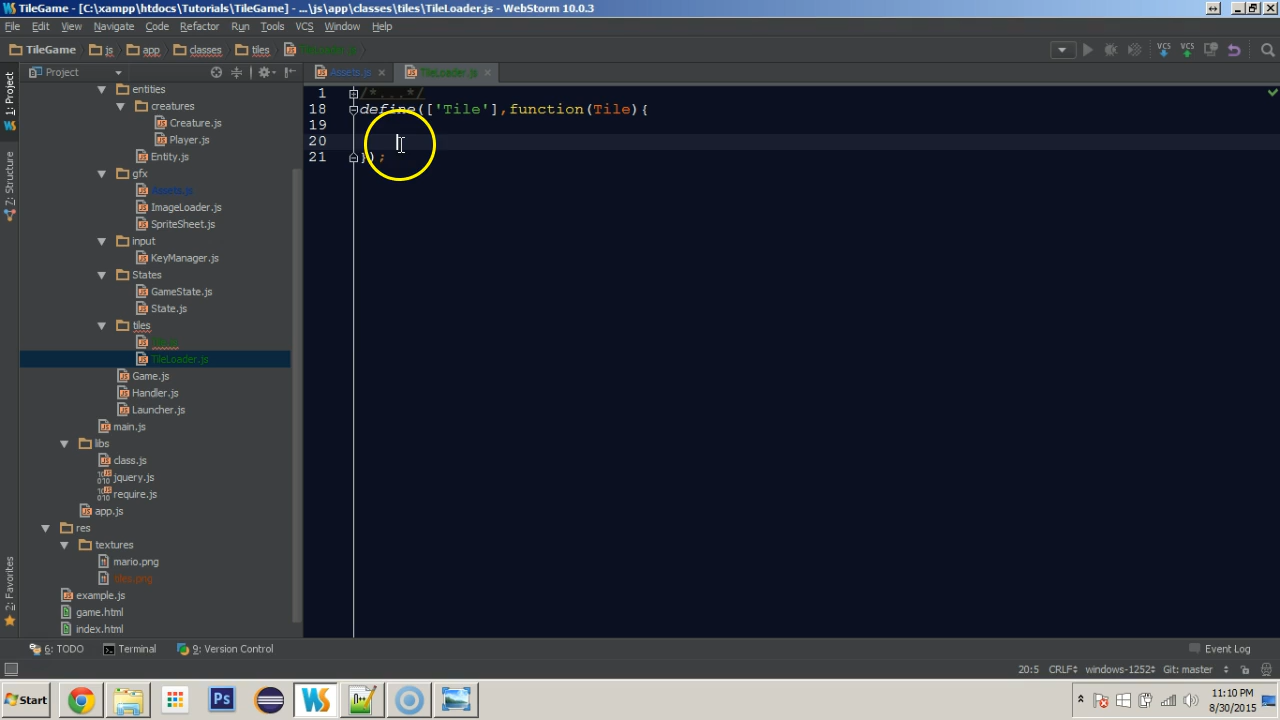 TileGame - [C:\xampp\htdocs\Tutorials\TileGame] - ...\js\app\classes\tiles\TileLoader.js - WebStorm 10.0.3
File Edit View Navigate Code Refactor Run Tools VCS Window Help
TileGame js app classes tiles TileLoader.js
1: Project
7: Structure
2: Favorites
Project
entities
creatures
Creature.js
Player.js
Entity.js
gfx
Assets.js
ImageLoader.js
SpriteSheet.js
input
KeyManager.js
States
GameState.js
State.js
tiles
TileLoader.js
Game.js
Handler.js
Launcher.js
main.js
libs
class.js
jquery.js
require.js
app.js
res
textures
mario.png
tiles.png
example.js
game.html
index.html
Assets.js TileLoader.js
1 /*...*/
18 define(['Tile'],function(Tile){
19
20
21 });
6: TODO Terminal 9: Version Control Event Log
20:5 CRLF windows-1252 Git: master
Start Ps WS
11:10 PM
8/30/2015